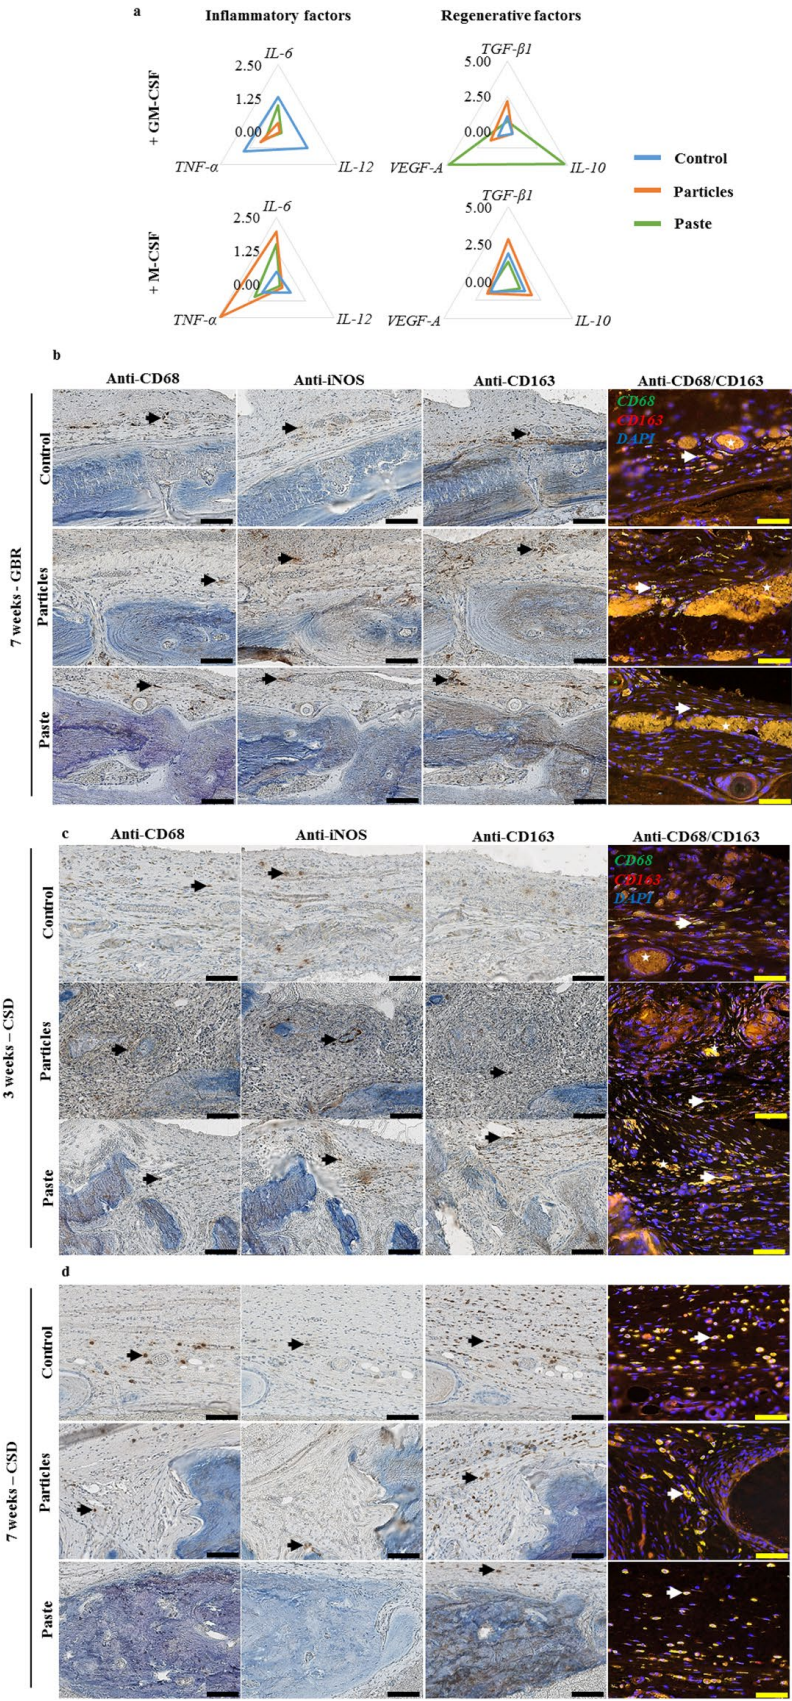 a
Inflammatory factors
Regenerative factors
+ GM-CSF
IL-6
2.50
1.25
0.00
TNF-α
IL-12
TGF-β1
5.00
2.50
0.00
VEGF-A
IL-10
Control
Particles
Paste
+ M-CSF
IL-6
2.50
1.25
0.00
TNF-α
IL-12
TGF-β1
5.00
2.50
0.00
VEGF-A
IL-10
b
Anti-CD68 Anti-iNOS Anti-CD163 Anti-CD68/CD163
7 weeks - GBR
Control
CD68
CD163
DAPI
Particles
Paste
c
Anti-CD68 Anti-iNOS Anti-CD163 Anti-CD68/CD163
3 weeks – CSD
Control
CD68
CD163
DAPI
Particles
Paste
d
7 weeks – CSD
Control
Particles
Paste